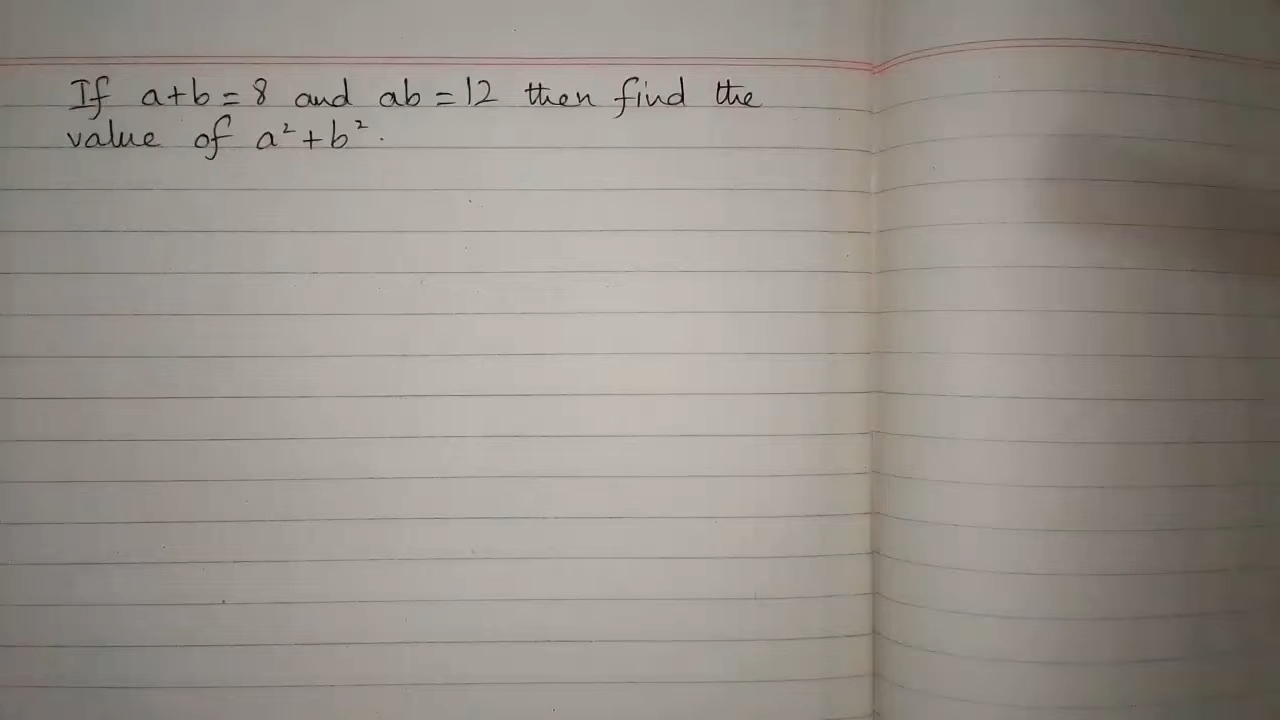 If a+b=8 and ab=12 then find the
value of a²+b².